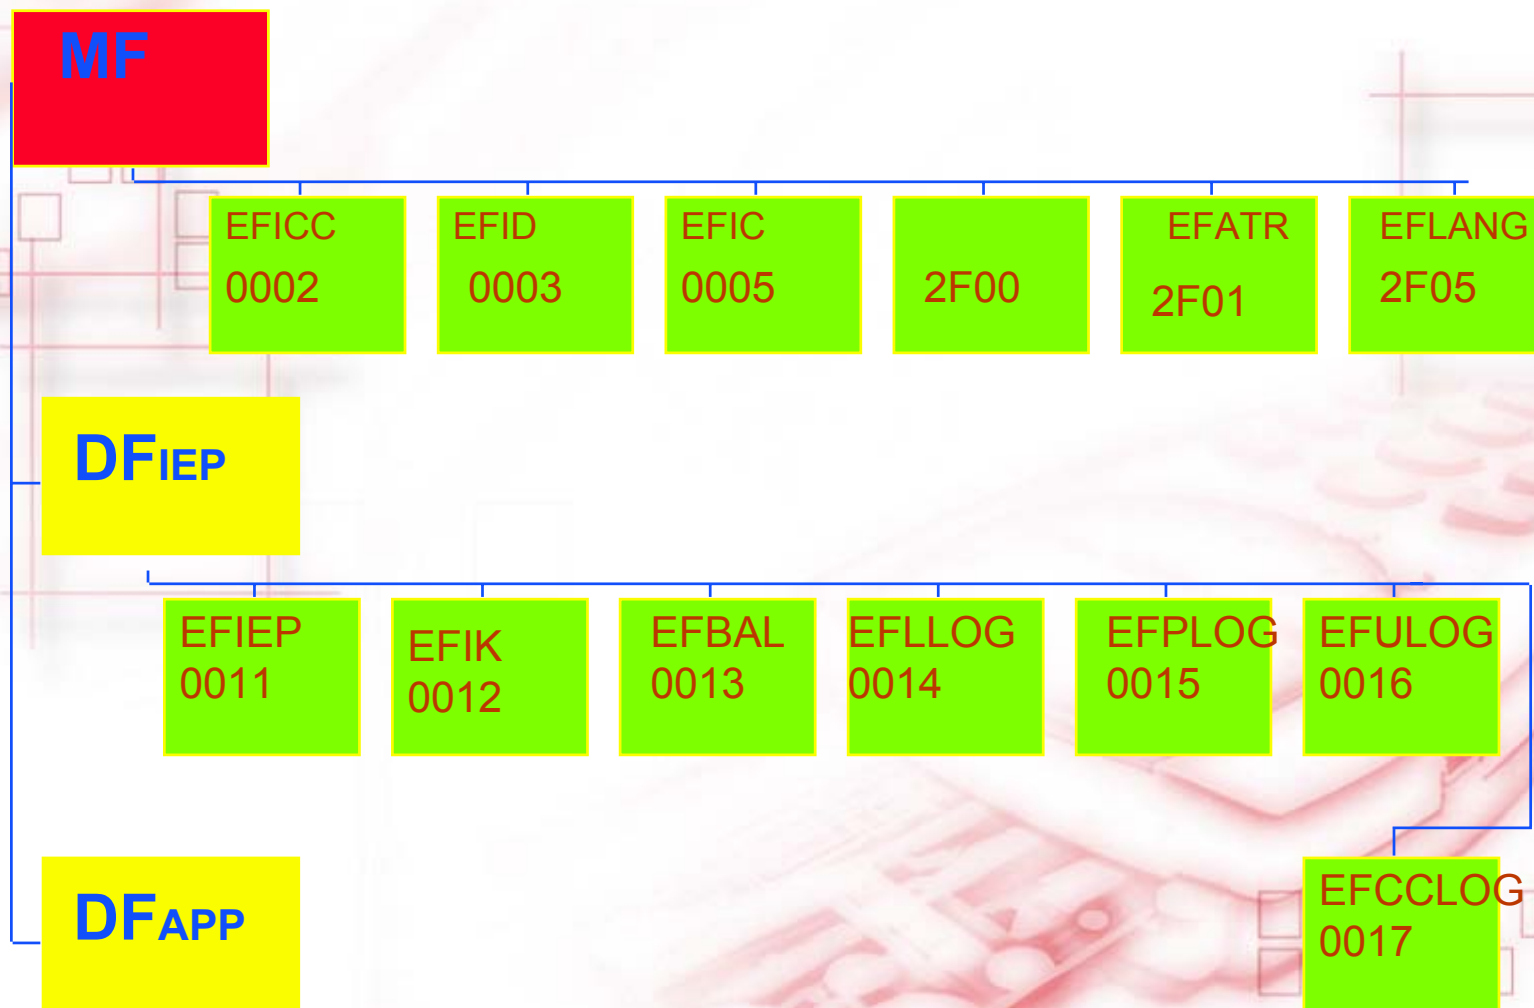 MF
EFICC
0002
EFID
0003
EFIC
0005
2F00
EFATR
2F01
EFLANG
2F05
DFIEP
EFIEP
0011
EFIK
0012
EFBAL
0013
EFLLOG
0014
EFPLOG
0015
EFULOG
0016
DFAPP
EFCCLOG
0017